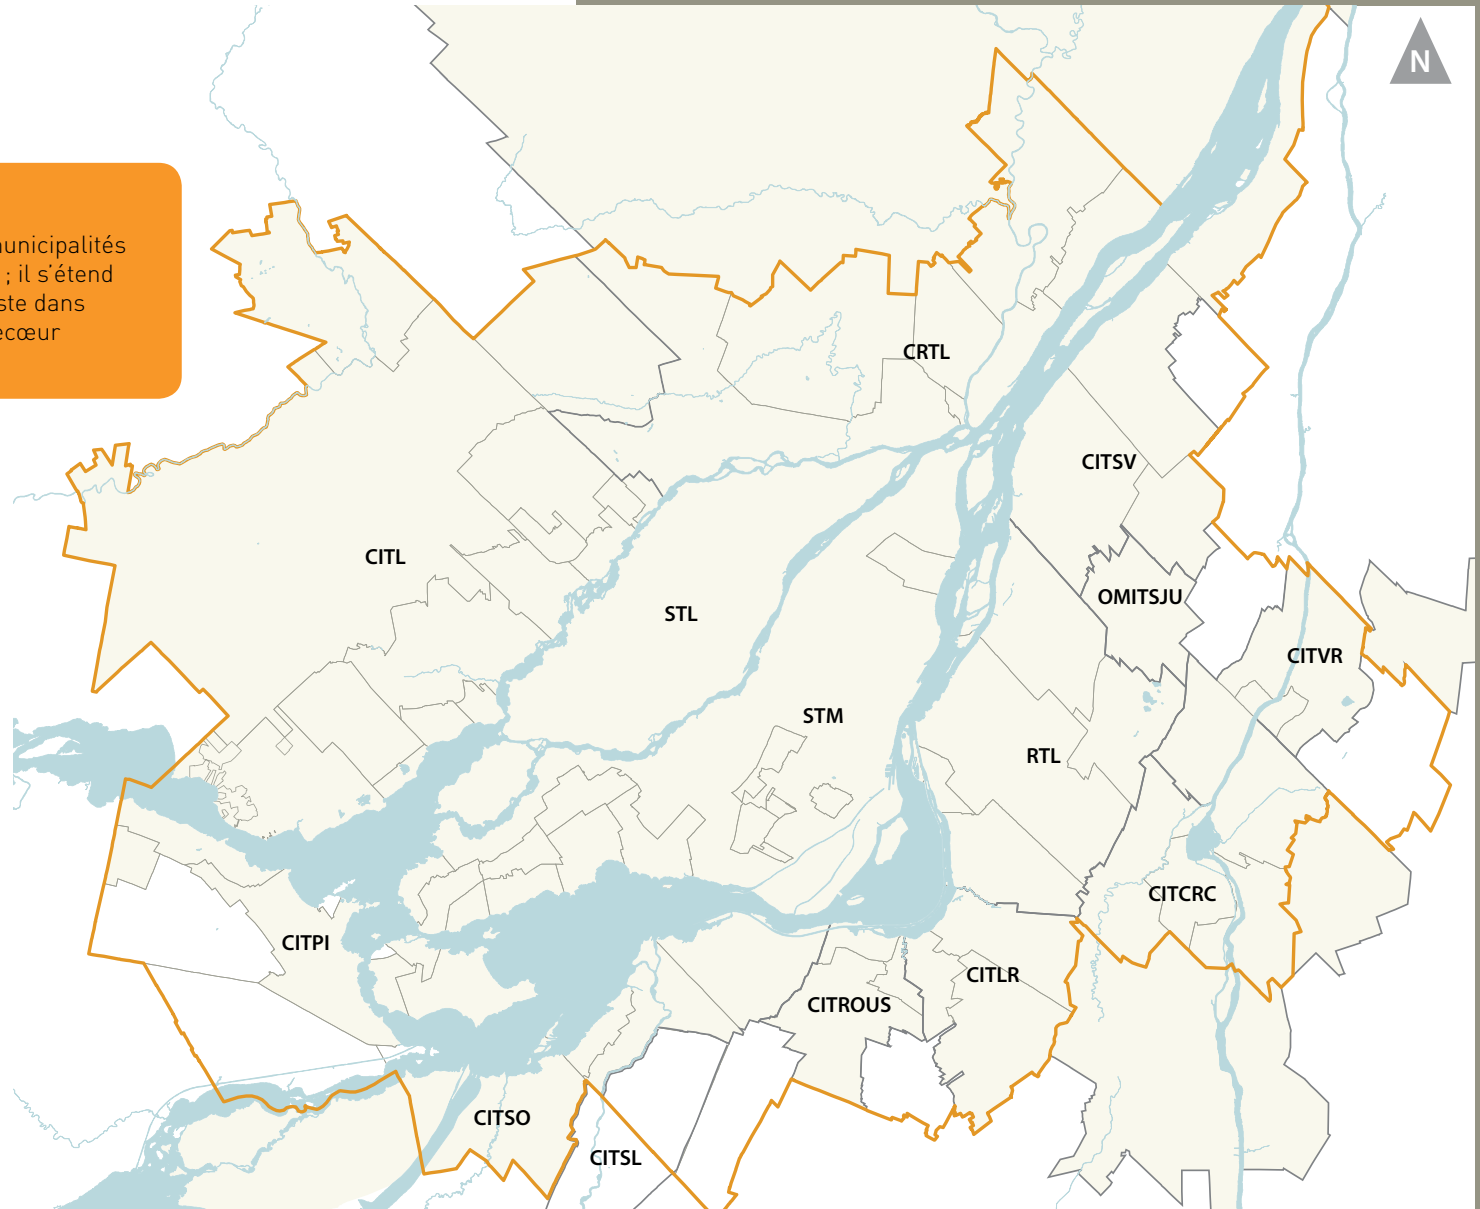 N
unicipalités
; il s’étend
ste dans
ecœur
CRTL
CITSV
CITL
OMITSJU
STL
CITVR
STM
RTL
CITCRC
CITPI
CITLR
CITROUS
CITSO
CITSL